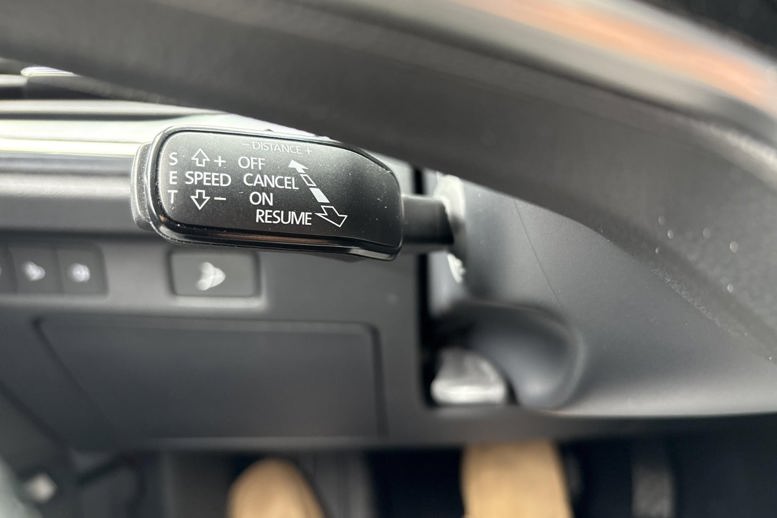 - DISTANCE +
S + OFF
E SPEED CANCEL
T - ON
RESUME